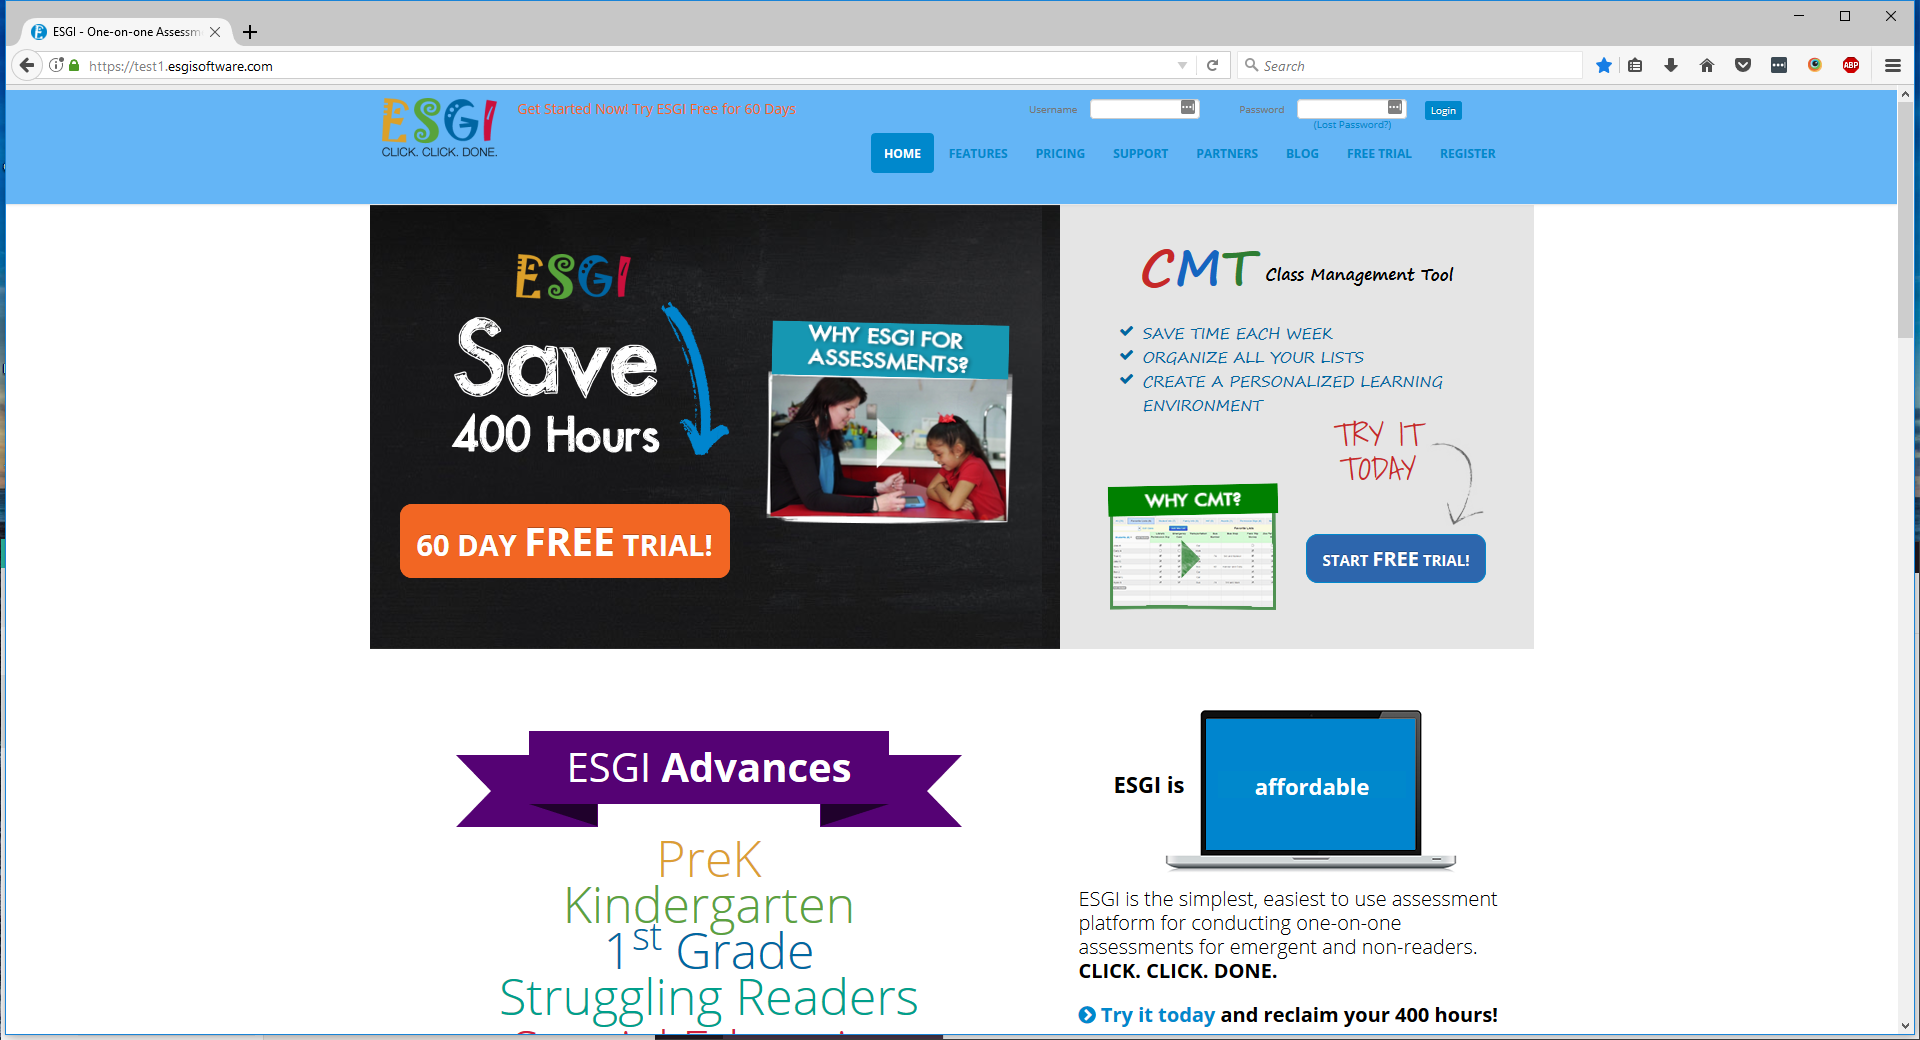 ESGI - One-on-one Assessm
https://test1.esgisoftware.com
Search
ABP
ESGI
CLICK. CLICK. DONE.
Get Started Now! Try ESGI Free for 60 Days
Username
Password
Login
(Lost Password?)
HOME FEATURES PRICING SUPPORT PARTNERS BLOG FREE TRIAL REGISTER
ESGI
Save
400 Hours
60 DAY FREE TRIAL!
WHY ESGI FOR
ASSESSMENTS?
CMT Class Management Tool
SAVE TIME EACH WEEK
ORGANIZE ALL YOUR LISTS
CREATE A PERSONALIZED LEARNING
ENVIRONMENT
TRY IT
TODAY
WHY CMT?
START FREE TRIAL!
ESGI Advances
PreK
Kindergarten
1st Grade
Struggling Readers
ESGI is
affordable
ESGI is the simplest, easiest to use assessment
platform for conducting one-on-one
assessments for emergent and non-readers.
CLICK. CLICK. DONE.
Try it today and reclaim your 400 hours!